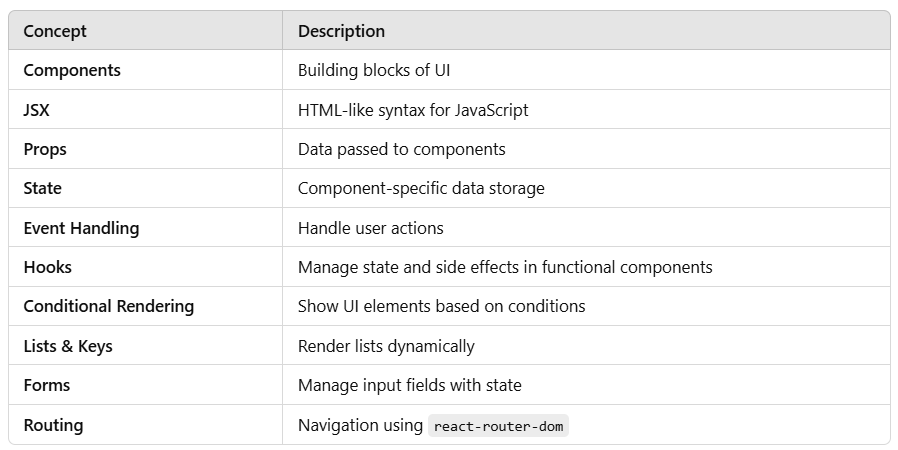 Concept Description
Components Building blocks of UI
JSX HTML-like syntax for JavaScript
Props Data passed to components
State Component-specific data storage
Event Handling Handle user actions
Hooks Manage state and side effects in functional components
Conditional Rendering Show UI elements based on conditions
Lists & Keys Render lists dynamically
Forms Manage input fields with state
Routing Navigation using react-router-dom